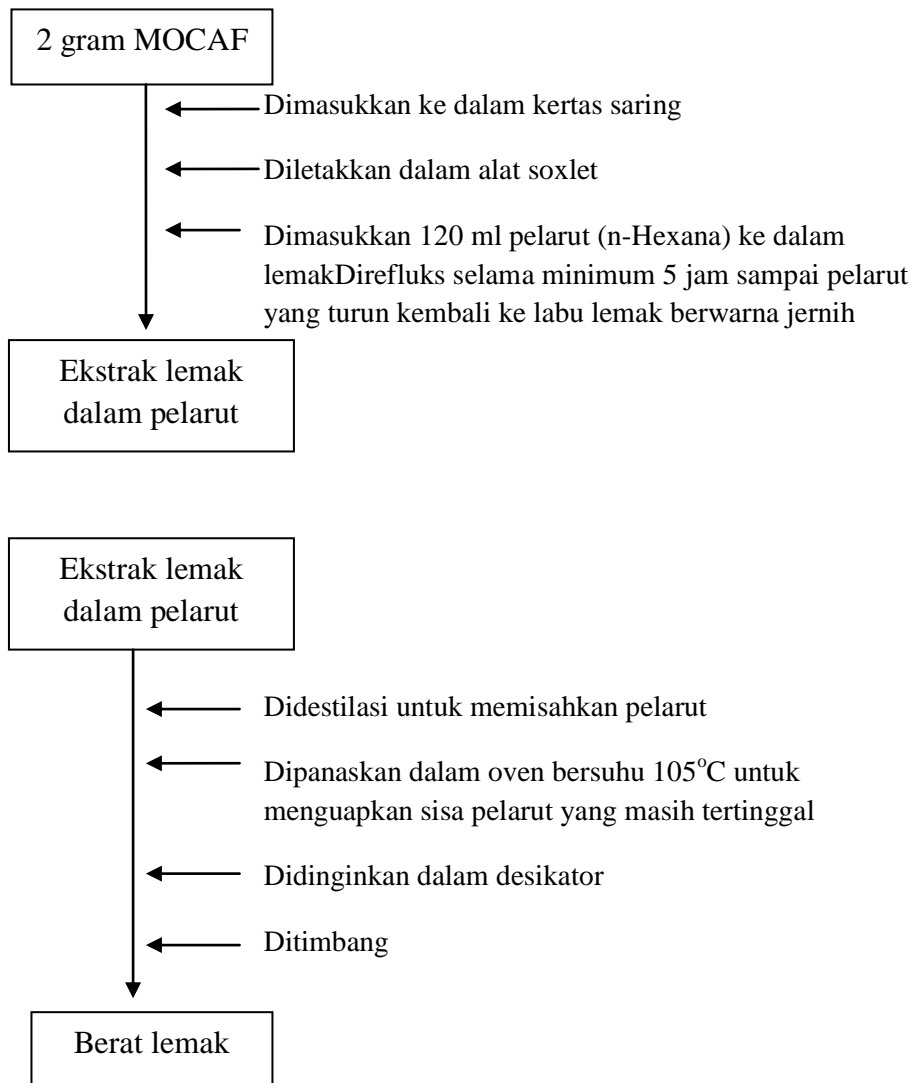 2 gram MOCAF
Dimasukkan ke dalam kertas saring
Diletakkan dalam alat soxlet
Dimasukkan 120 ml pelarut (n-Hexana) ke dalam
lemakDirefluks selama minimum 5 jam sampai pelarut
yang turun kembali ke labu lemak berwarna jernih
Ekstrak lemak
dalam pelarut
Ekstrak lemak
dalam pelarut
Didestilasi untuk memisahkan pelarut
Dipanaskan dalam oven bersuhu 105°C untuk
menguapkan sisa pelarut yang masih tertinggal
Didinginkan dalam desikator
Ditimbang
Berat lemak